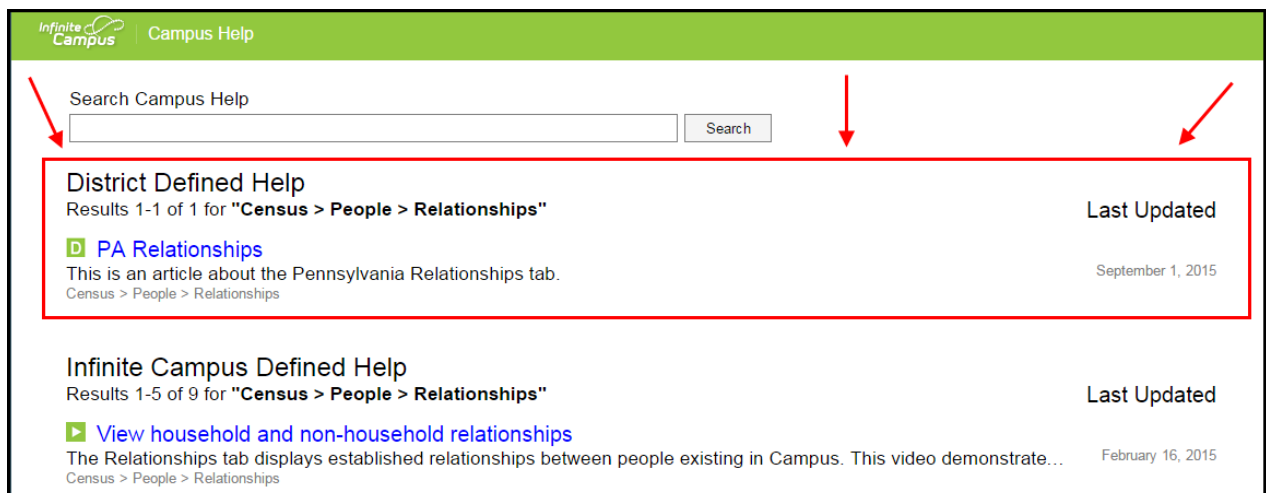 Infinite
Campus
Campus Help
Search Campus Help
Search
District Defined Help
Results 1-1 of 1 for "Census > People > Relationships"
Last Updated
D PA Relationships
This is an article about the Pennsylvania Relationships tab.
September 1, 2015
Census > People > Relationships
Infinite Campus Defined Help
Results 1-5 of 9 for "Census > People > Relationships"
Last Updated
View household and non-household relationships
The Relationships tab displays established relationships between people existing in Campus. This video demonstrate...
February 16, 2015
Census > People > Relationships